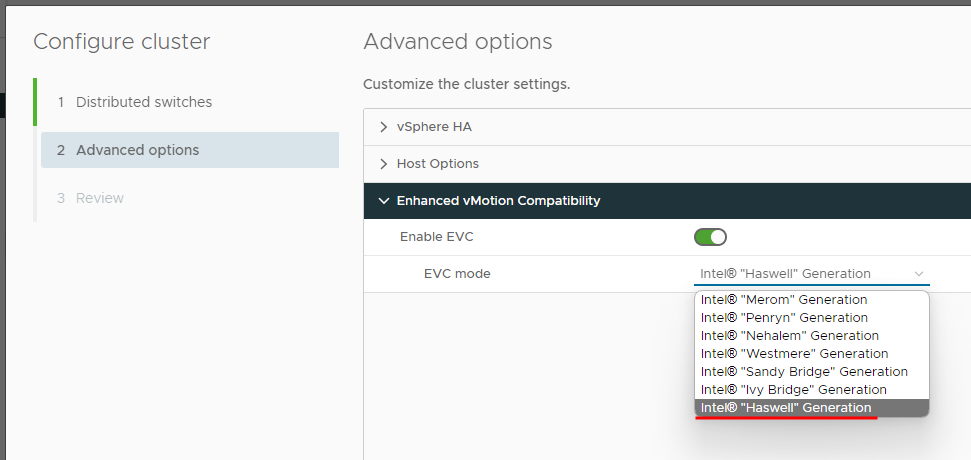 Configure cluster
1 Distributed switches
2 Advanced options
3 Review
Advanced options
Customize the cluster settings.
vSphere HA
Host Options
Enhanced vMotion Compatibility
Enable EVC
EVC mode
Intel® "Haswell" Generation
Intel® "Merom" Generation
Intel® "Penryn" Generation
Intel® "Nehalem" Generation
Intel® "Westmere" Generation
Intel® "Sandy Bridge" Generation
Intel® "Ivy Bridge" Generation
Intel® "Haswell" Generation